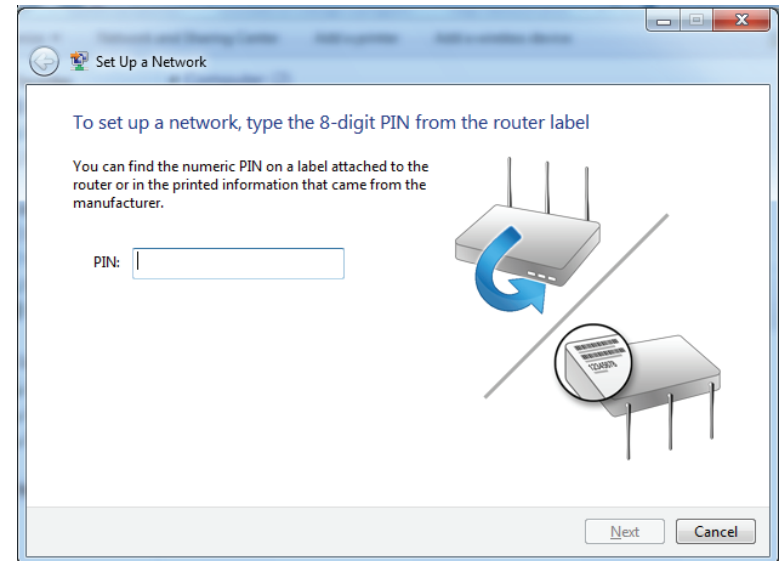 Set Up a Network
To set up a network, type the 8-digit PIN from the router label
You can find the numeric PIN on a label attached to the
router or in the printed information that came from the
manufacturer.
PIN:
12345678
Next
Cancel